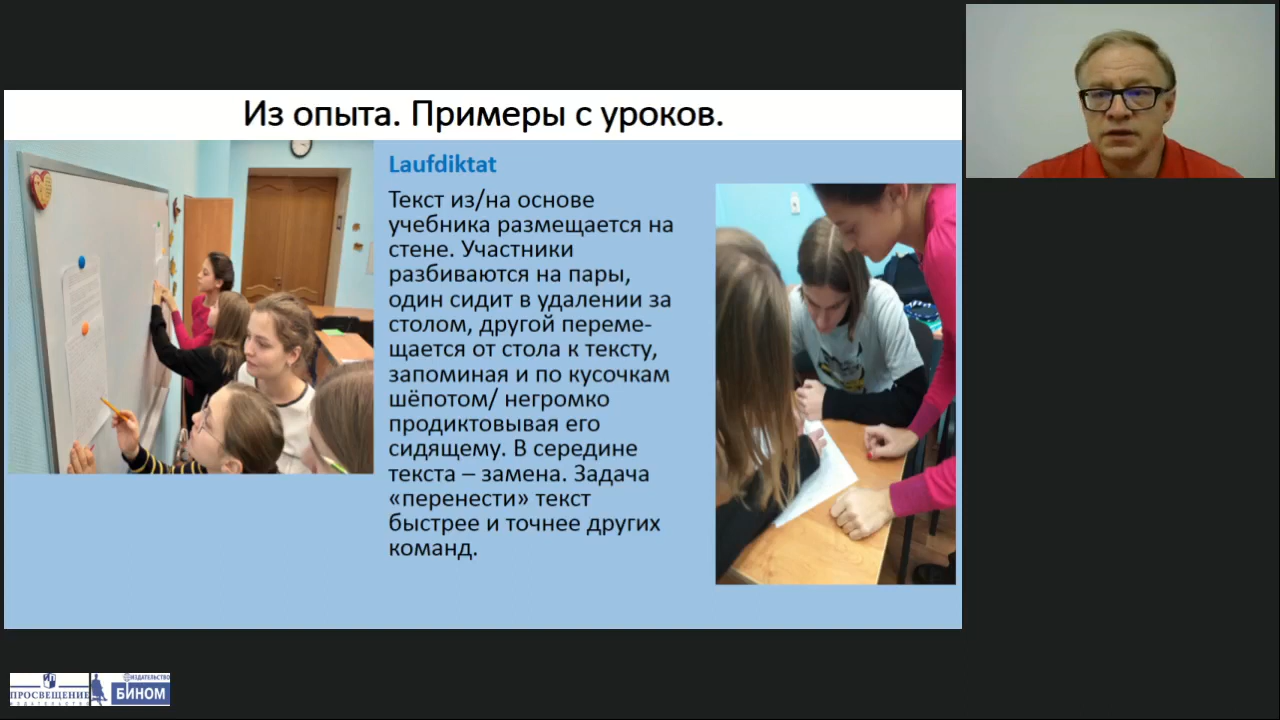 Из опыта. Примеры с уроков.
Laufdiktat
Текст из/на основе
учебника размещается на
стене. Участники
разбиваются на пары,
один сидит в удалении за
столом, другой переме-
щается от стола к тексту,
запоминая и по кусочкам
шёпотом/ негромко
продиктовывая его
сидящему. В середине
текста – замена. Задача
«перенести» текст
быстрее и точнее других
команд.
ПРОСВЕЩЕНИЕ
ИЗДАТЕЛЬСТВО
ИЗДАТЕЛЬСТВО
БИНОМ